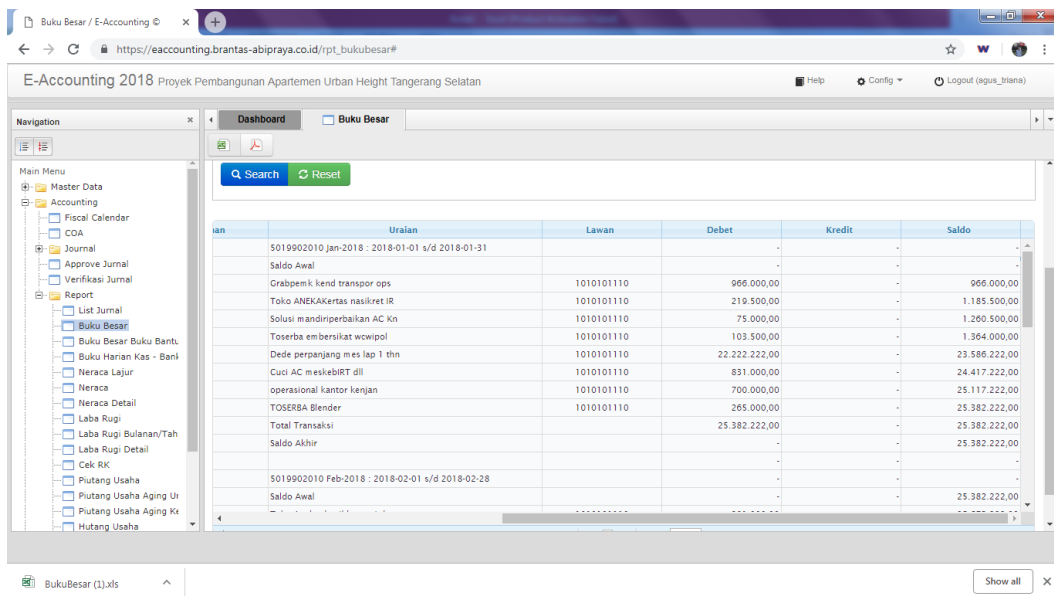 Buku Besar / E-Accounting ©
https://eaccounting.brantas-abipraya.co.id/rpt_bukubesar#
E-Accounting 2018 Proyek Pembangunan Apartemen Urban Height Tangerang Selatan
Help
Config
Logout (agus_triana)
Navigation
Dashboard
Buku Besar
Main Menu
Master Data
Accounting
Fiscal Calendar
COA
Journal
Approve Jurnal
Verifikasi Jurnal
Report
List Jurnal
Buku Besar
Buku Besar Buku Bantu
Buku Harian Kas - Bank
Neraca Lajur
Neraca
Neraca Detail
Laba Rugi
Laba Rugi Bulanan/Tah
Laba Rugi Detail
Cek RK
Piutang Usaha
Piutang Usaha Aging Ur
Piutang Usaha Aging Ke
Hutang Usaha
Search
Reset
Uraian Lawan Debet Kredit Saldo
5019902010 Jan-2018 : 2018-01-01 s/d 2018-01-31 - - -
Saldo Awal - - -
Grabpemk kend transpor ops 1010101110 966.000,00 - 966.000,00
Toko ANEKAKertas nasikret IR 1010101110 219.500,00 - 1.185.500,00
Solusi mandiriperbaikan AC Kn 1010101110 75.000,00 - 1.260.500,00
Toserba embersikat wcwipol 1010101110 103.500,00 - 1.364.000,00
Dede perpanjang mes lap 1 thn 1010101110 22.222.222,00 - 23.586.222,00
Cuci AC meskebIRT dll 1010101110 831.000,00 - 24.417.222,00
operasional kantor kenjan 1010101110 700.000,00 - 25.117.222,00
TOSERBA Blender 1010101110 265.000,00 - 25.382.222,00
Total Transaksi 25.382.222,00 - 25.382.222,00
Saldo Akhir - - 25.382.222,00
- - -
5019902010 Feb-2018 : 2018-02-01 s/d 2018-02-28 - - -
Saldo Awal - - 25.382.222,00
BukuBesar (1).xls
Show all